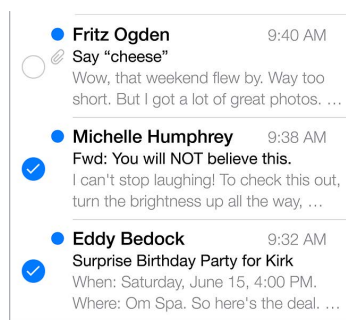 Fritz Ogden 9:40 AM
Say “cheese”
Wow, that weekend flew by. Way too
short. But I got a lot of great photos. …
Michelle Humphrey 9:38 AM
Fwd: You will NOT believe this.
I can't stop laughing! To check this out,
turn the brightness up all the way, …
Eddy Bedock 9:32 AM
Surprise Birthday Party for Kirk
When: Saturday, June 15, 4:00 PM.
Where: Om Spa. So here's the deal. …